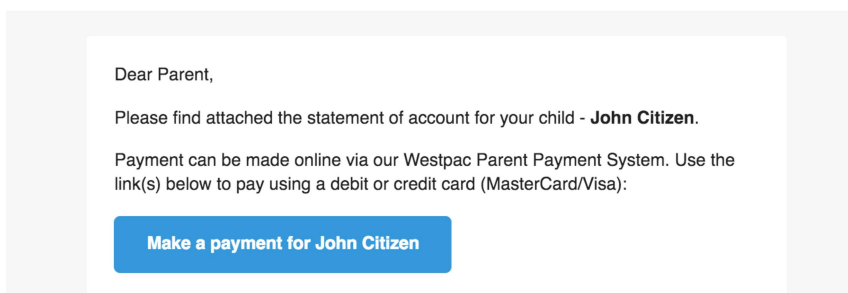 Dear Parent,
Please find attached the statement of account for your child - John Citizen.
Payment can be made online via our Westpac Parent Payment System. Use the
link(s) below to pay using a debit or credit card (MasterCard/Visa):
Make a payment for John Citizen